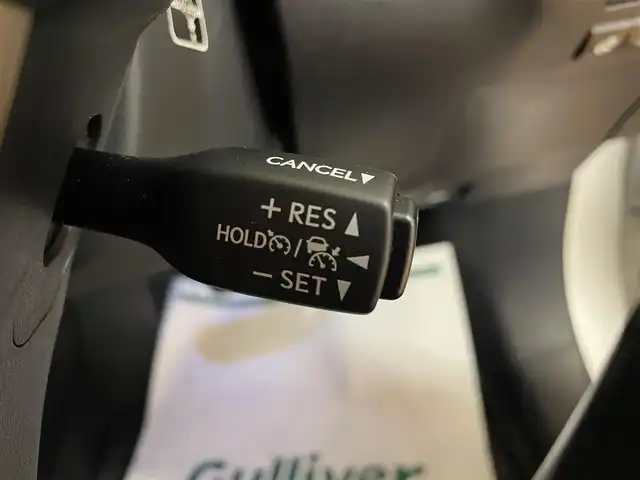 CANCEL▼
+ RES ▲
HOLD / ◀
− SET ▼
Gulliver